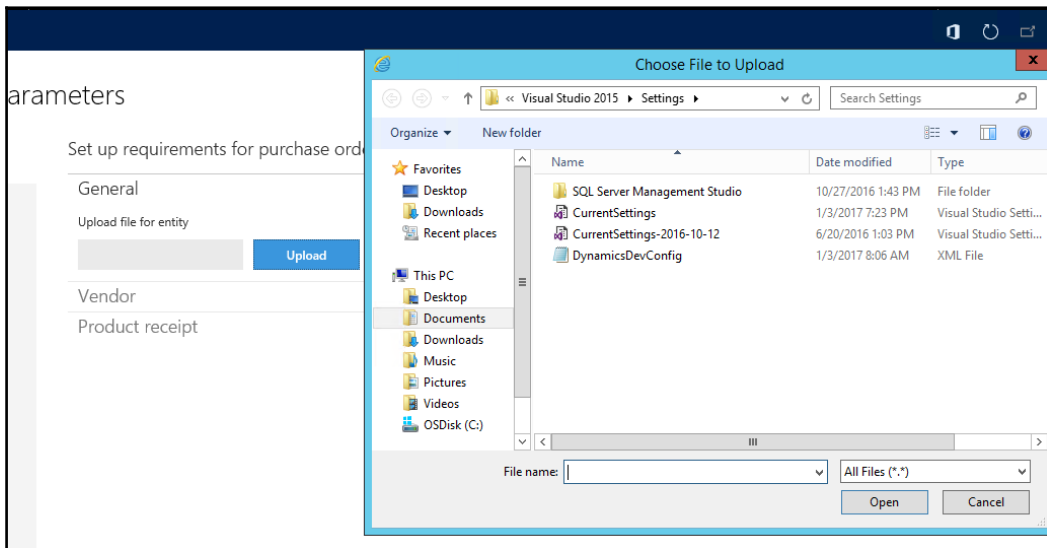 Choose File to Upload
x
« Visual Studio 2015 Settings
Search Settings
arameters
Organize New folder
Set up requirements for purchase orde
General
Upload file for entity
Upload
Vendor
Product receipt
Favorites
Desktop
Downloads
Recent places
This PC
Desktop
Documents
Downloads
Music
Pictures
Videos
OSDisk (C:)
Name Date modified Type
SQL Server Management Studio 10/27/2016 1:43 PM File folder
CurrentSettings 1/3/2017 7:23 PM Visual Studio Setti...
CurrentSettings-2016-10-12 6/20/2016 1:03 PM Visual Studio Setti...
DynamicsDevConfig 1/3/2017 8:06 AM XML File
File name: All Files (*.*)
Open Cancel